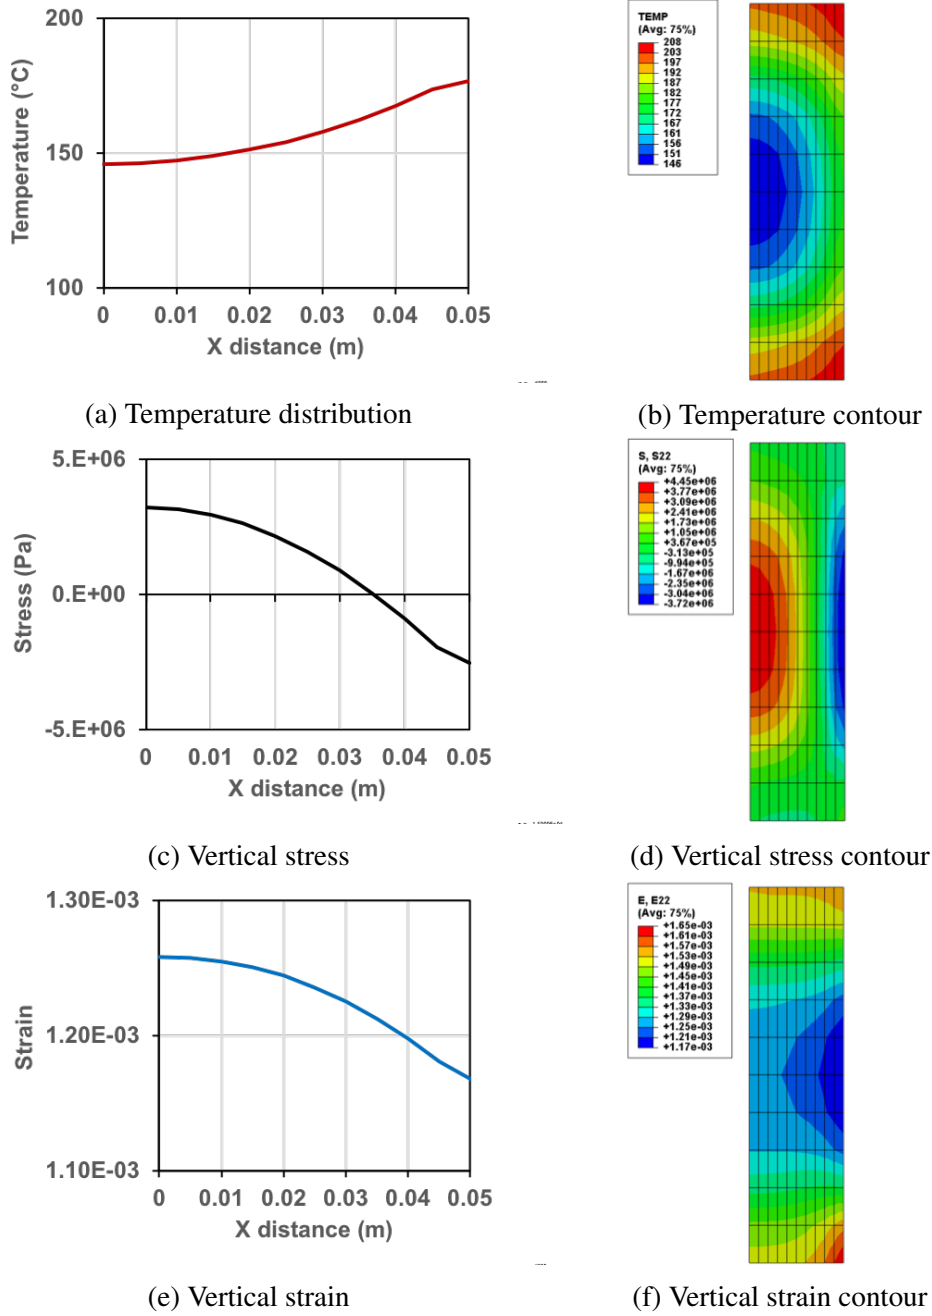 200
150
100
Temperature (°C)
0 0.01 0.02 0.03 0.04 0.05
X distance (m)
TEMP
(Avg: 75%)
208
203
197
192
187
182
177
172
167
161
156
151
146
(a) Temperature distribution
(b) Temperature contour
5.E+06
0.E+00
-5.E+06
Stress (Pa)
0 0.01 0.02 0.03 0.04 0.05
X distance (m)
S, S22
(Avg: 75%)
+4.45e+06
+3.77e+06
+3.09e+06
+2.41e+06
+1.73e+06
+1.05e+06
+3.67e+05
-3.13e+05
-9.94e+05
-1.67e+06
-2.35e+06
-3.04e+06
-3.72e+06
(c) Vertical stress
(d) Vertical stress contour
1.30E-03
1.20E-03
1.10E-03
Strain
0 0.01 0.02 0.03 0.04 0.05
X distance (m)
E, E22
(Avg: 75%)
+1.65e-03
+1.61e-03
+1.57e-03
+1.53e-03
+1.49e-03
+1.45e-03
+1.41e-03
+1.37e-03
+1.33e-03
+1.29e-03
+1.25e-03
+1.21e-03
+1.17e-03
(e) Vertical strain
(f) Vertical strain contour